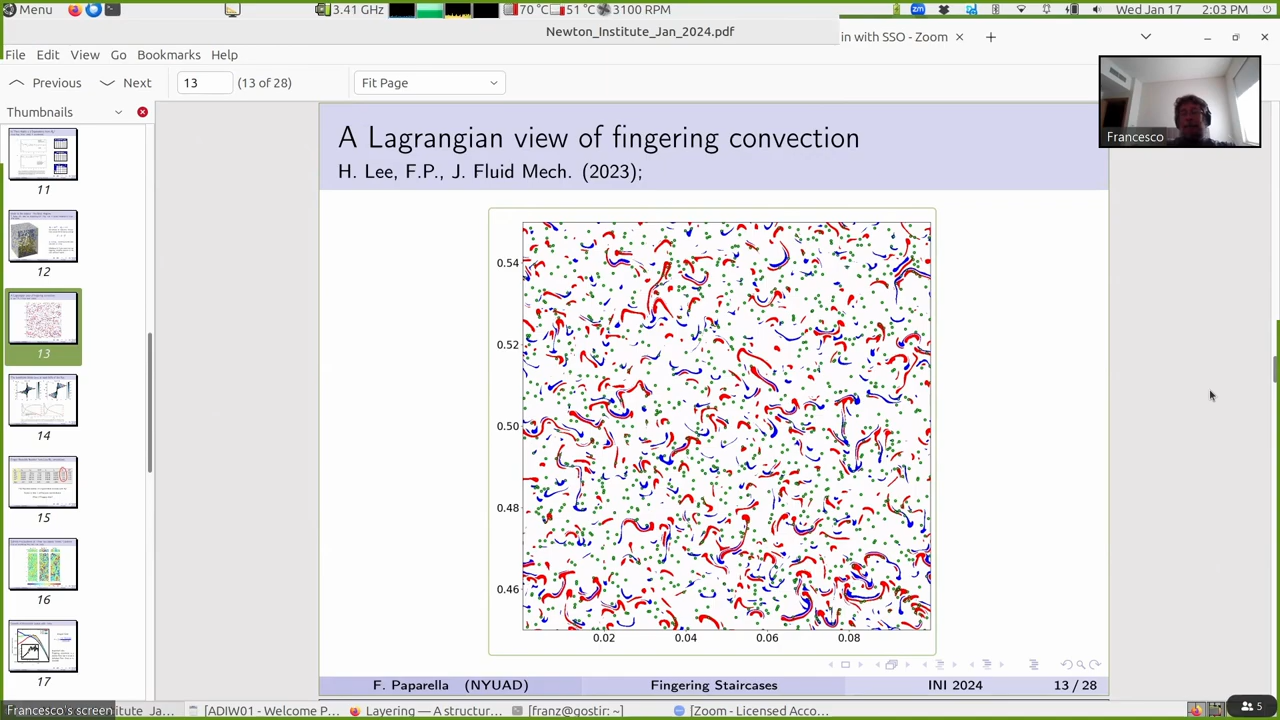 Menu 3.41 GHz 70 °C 51 °C 3100 RPM zm Wed Jan 17 2:03 PM
Newton_Institute_Jan_2024.pdf
in with SSO - Zoom
File Edit View Go Bookmarks Help
Previous Next 13 (13 of 28) Fit Page
Thumbnails
Francesco
11
12
13
14
15
16
17
A Lagrangian view of fingering convection
H. Lee, F.P., J. Fluid Mech. (2023);
0.54
0.52
0.50
0.48
0.46
0.02 0.04 0.06 0.08
F. Paparella (NYUAD) Fingering Staircases INI 2024 13 / 28
Francesco's screen
titute Ja... [ADIW01 - Welcome P... Layering — A structur... [franz@gostir: ~] [Zoom - Licensed Acco... 5